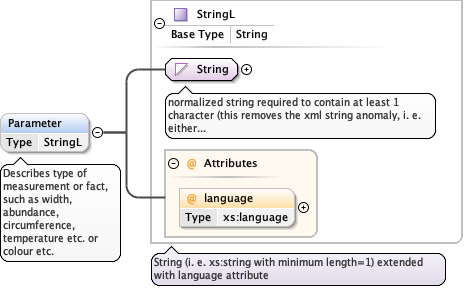 StringL
Base Type String
String
normalized string required to contain at least 1
character (this removes the xml string anomaly, i. e.
either...
Parameter
Type StringL
Describes type of
measurement or fact,
such as width,
abundance,
circumference,
temperature etc. or
colour etc.
@ Attributes
@ language
Type xs:language
String (i. e. xs:string with minimum length=1) extended
with language attribute